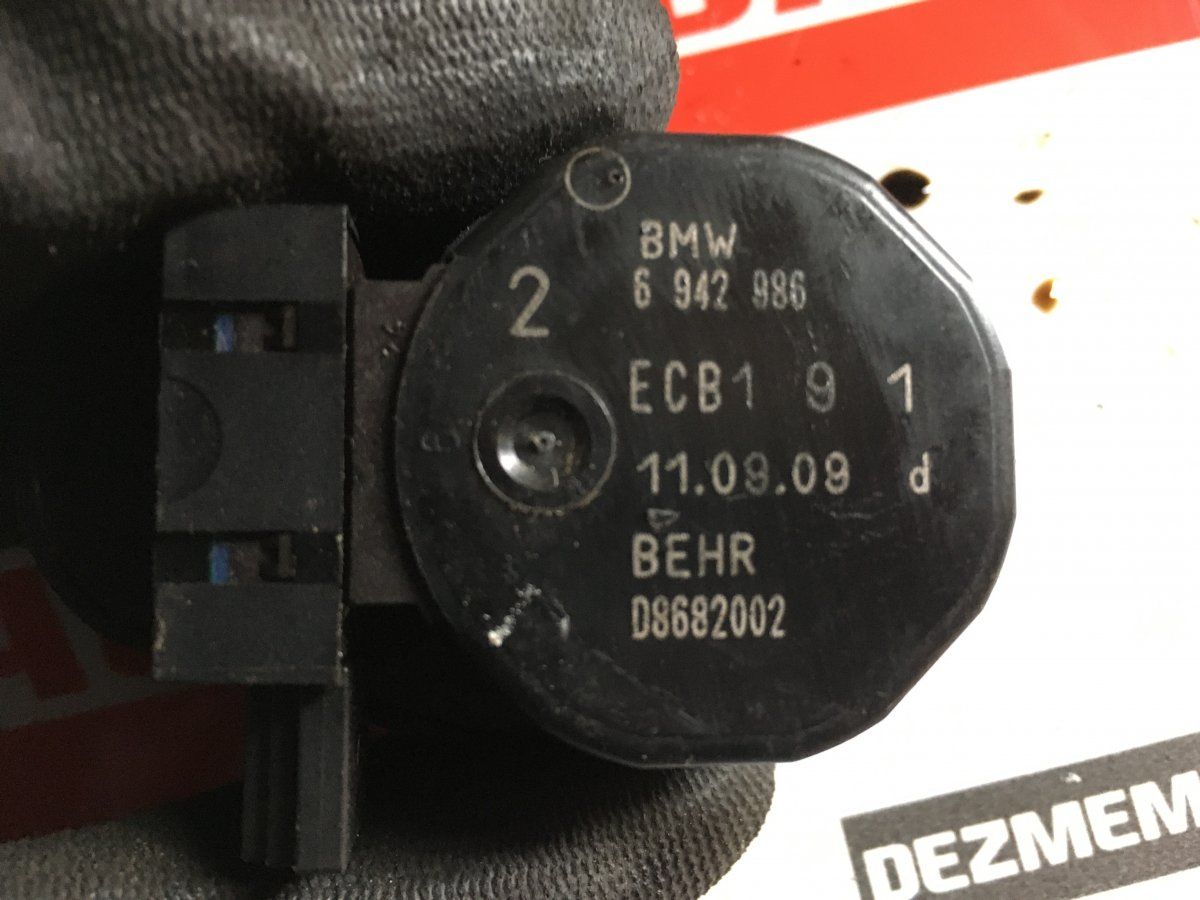 BMW
2
6 942 986
ECB1 9 1
11.09.09 d
BEHR
D8682002
DEZMEM